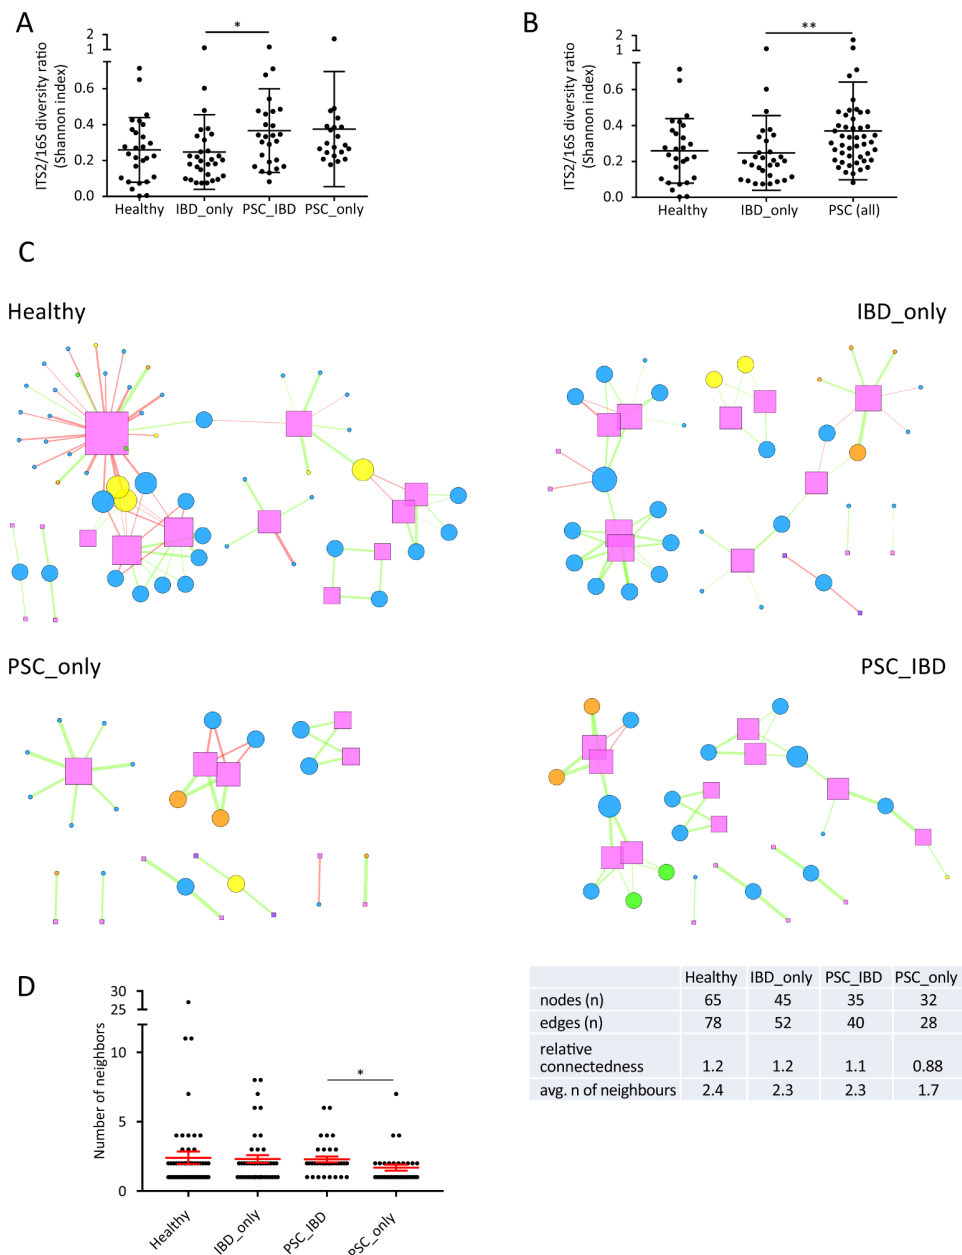 A
ITS2/16S diversity ratio
(Shannon index)
2
1
0.6
0.4
0.2
0.0
*
Healthy IBD_only PSC_IBD PSC_only
B
ITS2/16S diversity ratio
(Shannon index)
2
1
0.6
0.4
0.2
0.0
**
Healthy IBD_only PSC (all)
C
Healthy
IBD_only
PSC_only
PSC_IBD
D
Number of neighbors
30
25
10
5
0
*
Healthy IBD_only PSC_IBD PSC_only
Healthy IBD_only PSC_IBD PSC_only
nodes (n) 65 45 35 32
edges (n) 78 52 40 28
relative
connectedness 1.2 1.2 1.1 0.88
avg. n of neighbours 2.4 2.3 2.3 1.7